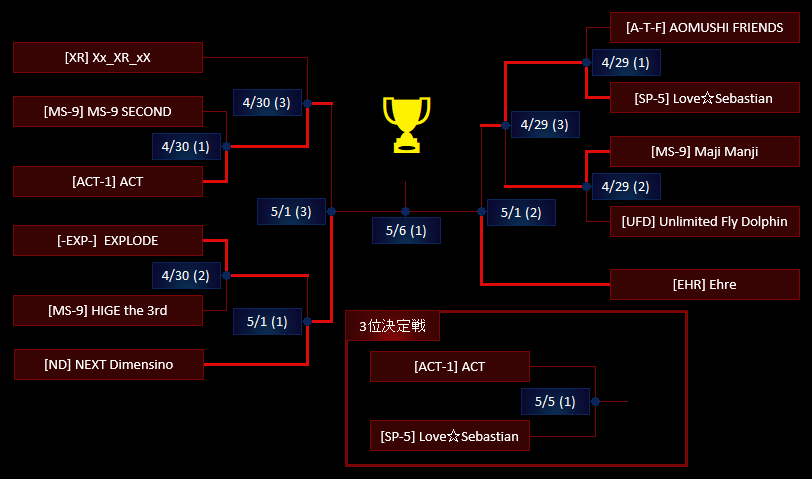 [XR] Xx_XR_xX
4/30 (3)
[MS-9] MS-9 SECOND
4/30 (1)
[ACT-1] ACT
5/1 (3)
[-EXP-]  EXPLODE
4/30 (2)
[MS-9] HIGE the 3rd
5/1 (1)
[ND] NEXT Dimensino
5/6 (1)
[A-T-F] AOMUSHI FRIENDS
4/29 (1)
[SP-5] Love☆Sebastian
4/29 (3)
[MS-9] Maji Manji
4/29 (2)
[UFD] Unlimited Fly Dolphin
5/1 (2)
[EHR] Ehre
3位決定戦
[ACT-1] ACT
5/5 (1)
[SP-5] Love☆Sebastian